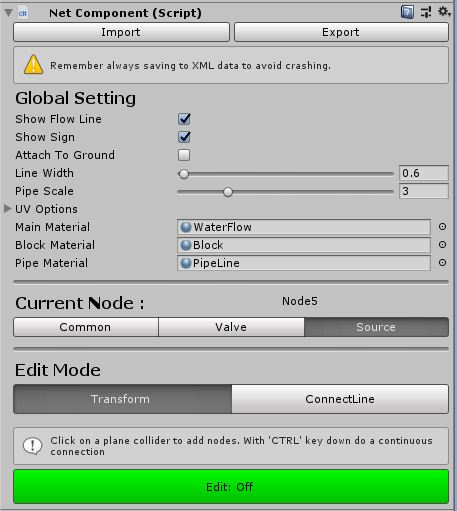 Net Component (Script)
Import Export
Remember always saving to XML data to avoid crashing.
Global Setting
Show Flow Line
Show Sign
Attach To Ground
Line Width 0.6
Pipe Scale 3
UV Options
Main Material WaterFlow
Block Material Block
Pipe Material PipeLine
Current Node : Node5
Common Valve Source
Edit Mode
Transform ConnectLine
Click on a plane collider to add nodes. With 'CTRL' key down do a continuous
connection
Edit: Off